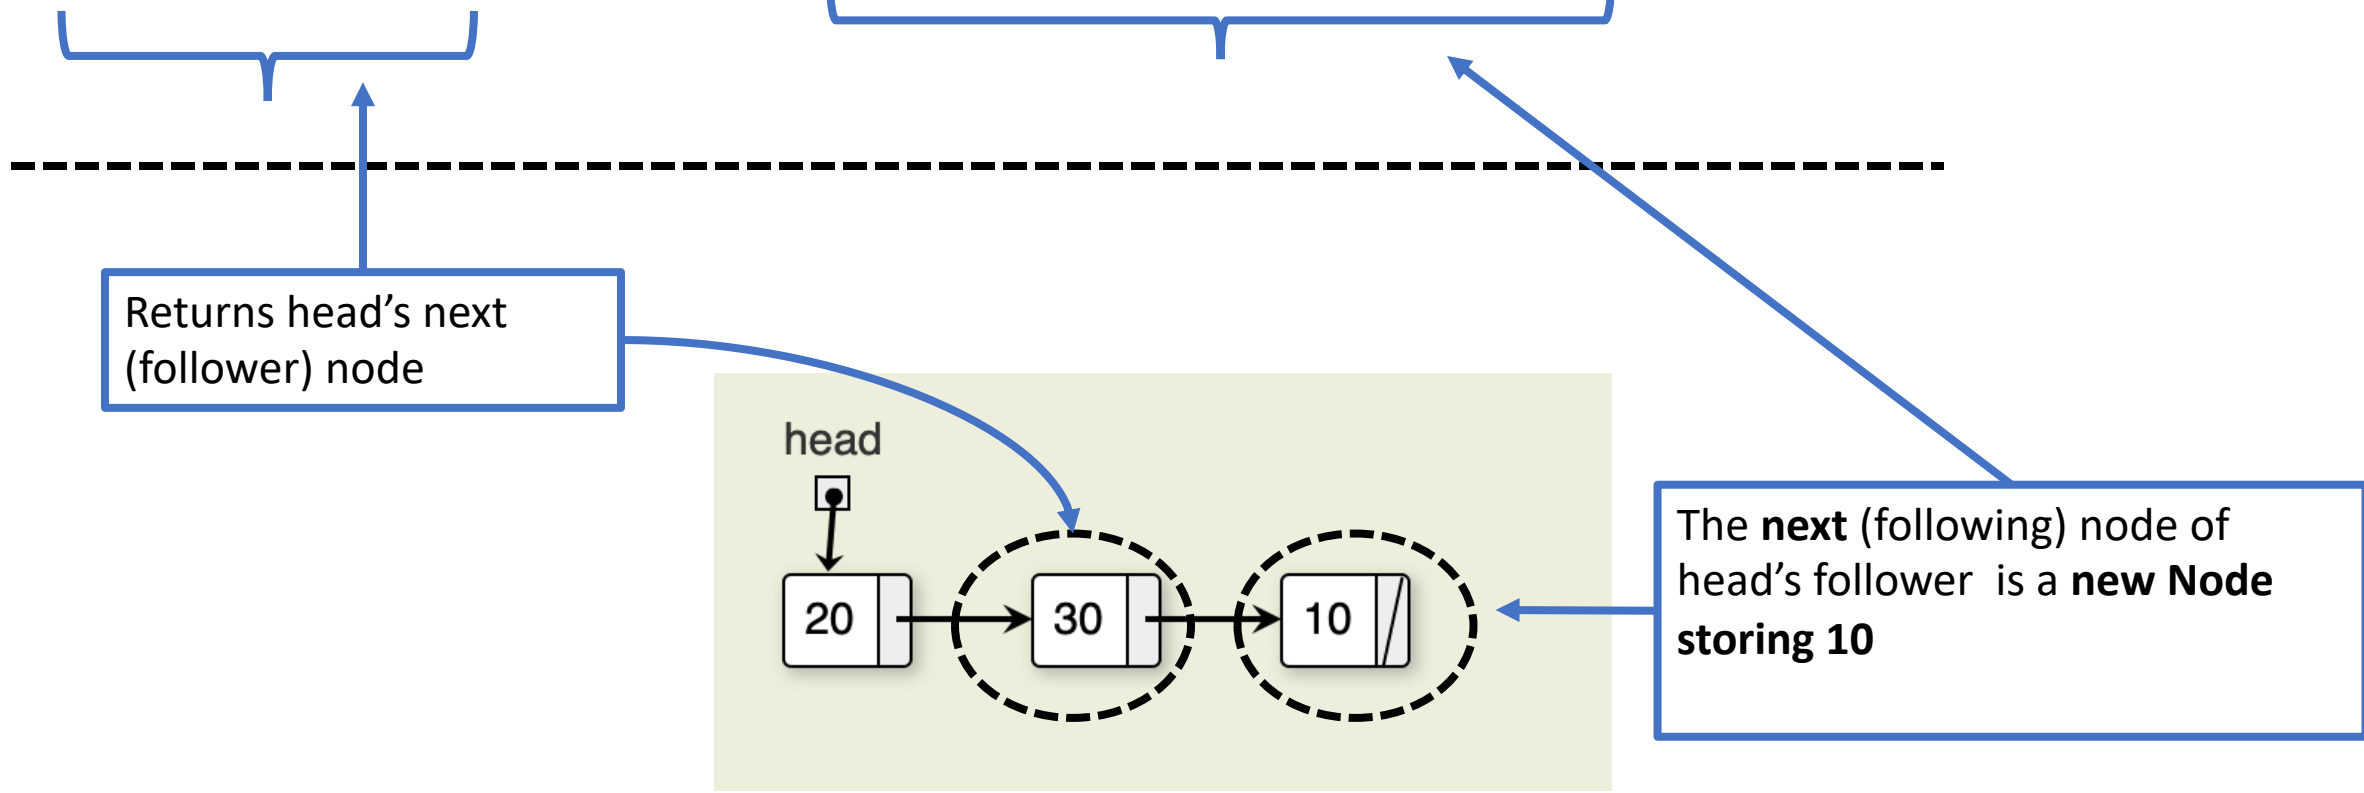 Returns head’s next
(follower) node
head
20
30
10
The next (following) node of
head’s follower  is a new Node
storing 10